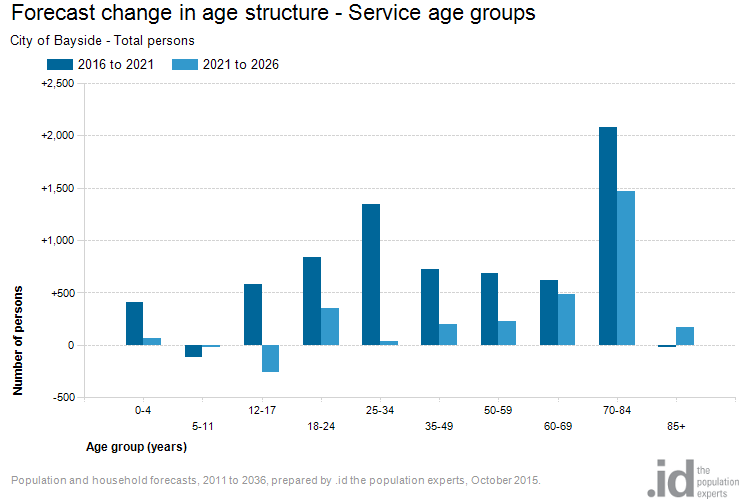 Forecast change in age structure - Service age groups
City of Bayside - Total persons
2016 to 2021 2021 to 2026
+2,500
+2,000
+1,500
+1,000
+500
0
-500
Number of persons
0-4 12-17 25-34 50-59 70-84
5-11 18-24 35-49 60-69 85+
Age group (years)
Population and household forecasts, 2011 to 2036, prepared by .id the population experts, October 2015.
.id the
population
experts